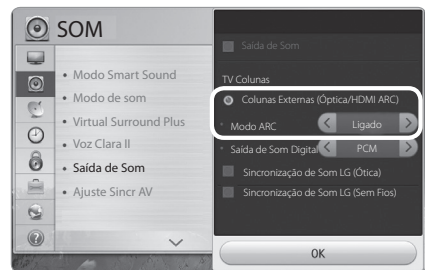 SOM
Modo Smart Sound
Modo de som
Virtual Surround Plus
Voz Clara II
Saída de Som
Ajuste Sincr AV
Saída de Som
TV Colunas
Colunas Externas (Óptica/HDMI ARC)
Modo ARC Ligado
Saída de Som Digital PCM
Sincronização de Som LG (Ótica)
Sincronização de Som LG (Sem Fios)
OK